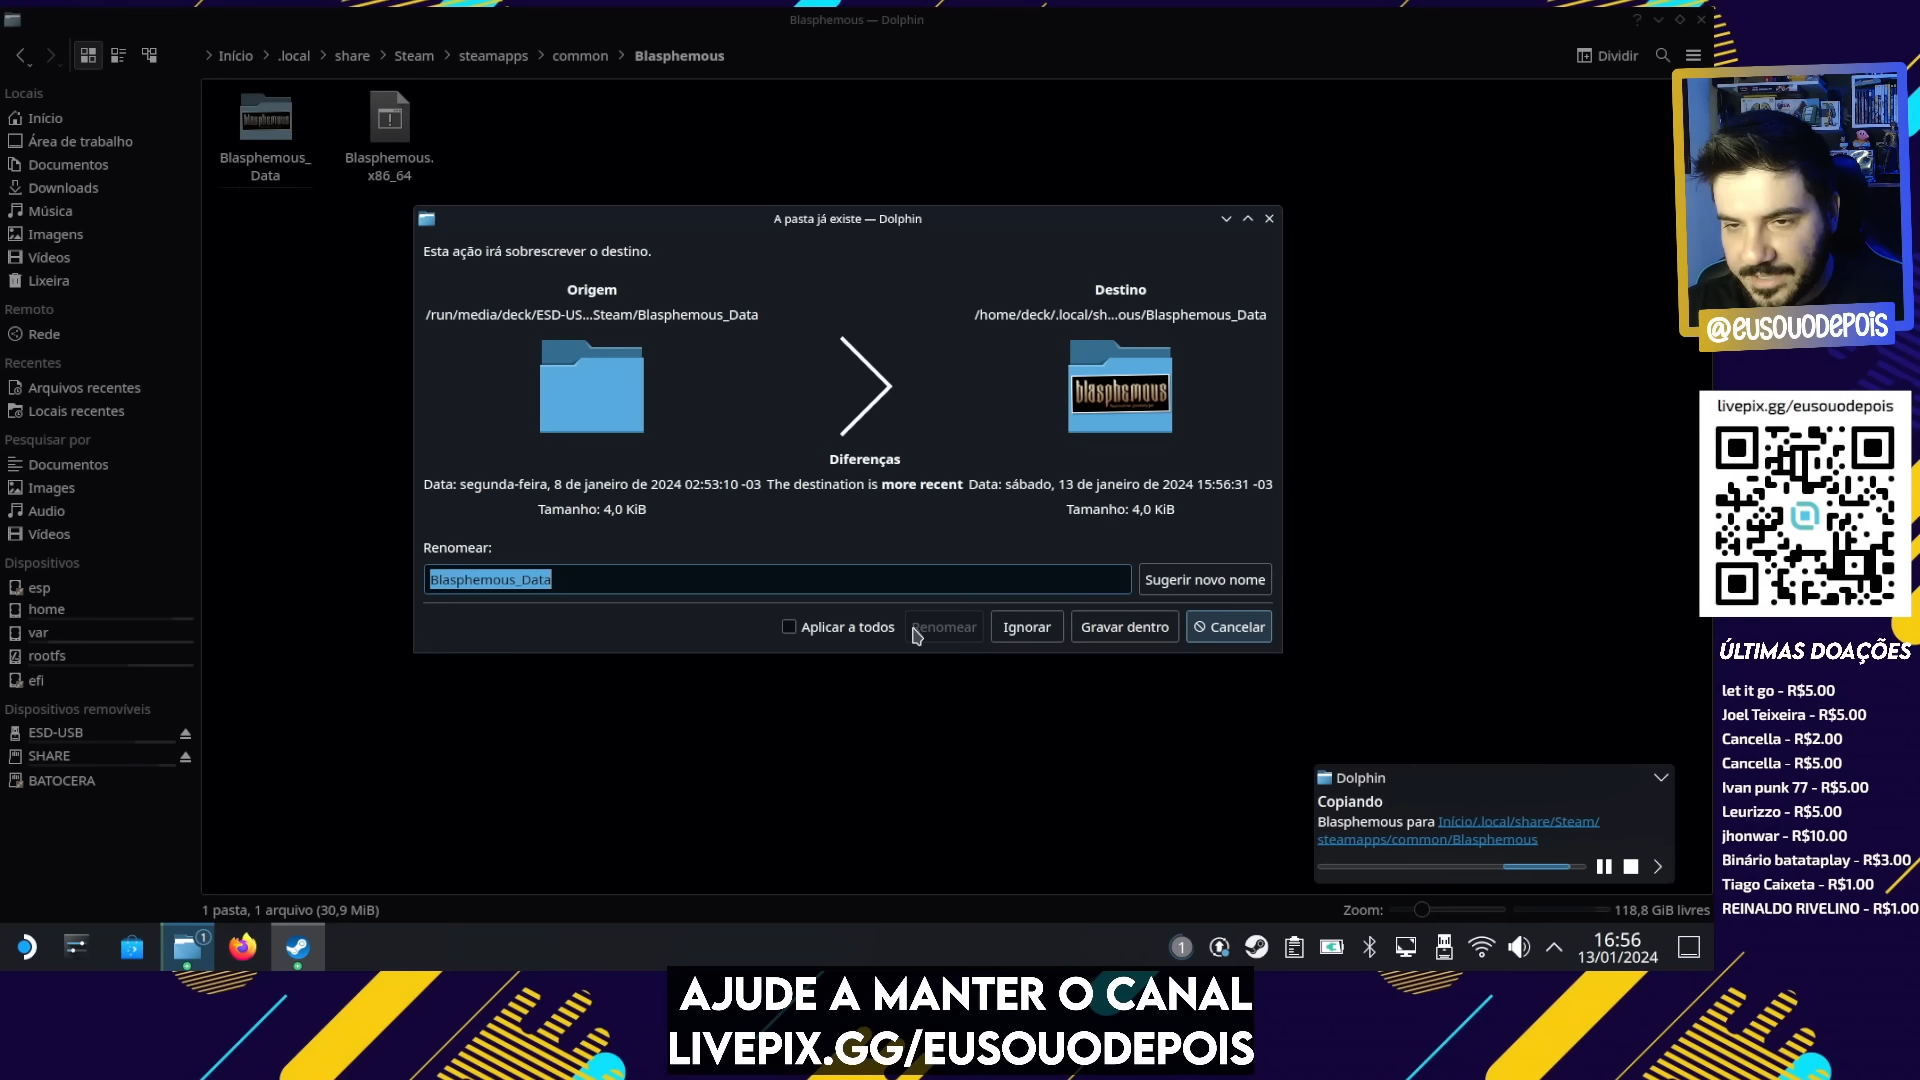 Blasphemous — Dolphin
Início
.local
share
Steam
steamapps
common
Blasphemous
Dividir
Locais
Início
Área de trabalho
Documentos
Downloads
Música
Imagens
Vídeos
Lixeira
Remoto
Rede
Recentes
Arquivos recentes
Locais recentes
Pesquisar por
Documentos
Images
Audio
Vídeos
Dispositivos
esp
home
var
rootfs
efi
Dispositivos removíveis
ESD-USB
SHARE
BATOCERA
blasphemous
Blasphemous_
Data
Blasphemous.
x86_64
A pasta já existe — Dolphin
Esta ação irá sobrescrever o destino.
Origem
/run/media/deck/ESD-US...Steam/Blasphemous_Data
Destino
/home/deck/.local/sh...ous/Blasphemous_Data
blasphemous
Diferenças
Data: segunda-feira, 8 de janeiro de 2024 02:53:10 -03
The destination is more recent
Data: sábado, 13 de janeiro de 2024 15:56:31 -03
Tamanho: 4,0 KiB
Tamanho: 4,0 KiB
Renomear:
Blasphemous_Data
Sugerir novo nome
Aplicar a todos
Renomear
Ignorar
Gravar dentro
Cancelar
Dolphin
Copiando
Blasphemous para Início/.local/share/Steam/
steamapps/common/Blasphemous
1 pasta, 1 arquivo (30,9 MiB)
Zoom:
118,8 GiB livres
1
1
16:56
13/01/2024
@EUSOUODEPOIS
livepix.gg/eusouodepois
ÚLTIMAS DOAÇÕES
let it go - R$5.00
Joel Teixeira - R$5.00
Cancella - R$2.00
Cancella - R$5.00
Ivan punk 77 - R$5.00
Leurizzo - R$5.00
jhonwar - R$10.00
Binário batataplay - R$3.00
Tiago Caixeta - R$1.00
REINALDO RIVELINO - R$1.00
AJUDE A MANTER O CANAL
LIVEPIX.GG/EUSOUODEPOIS